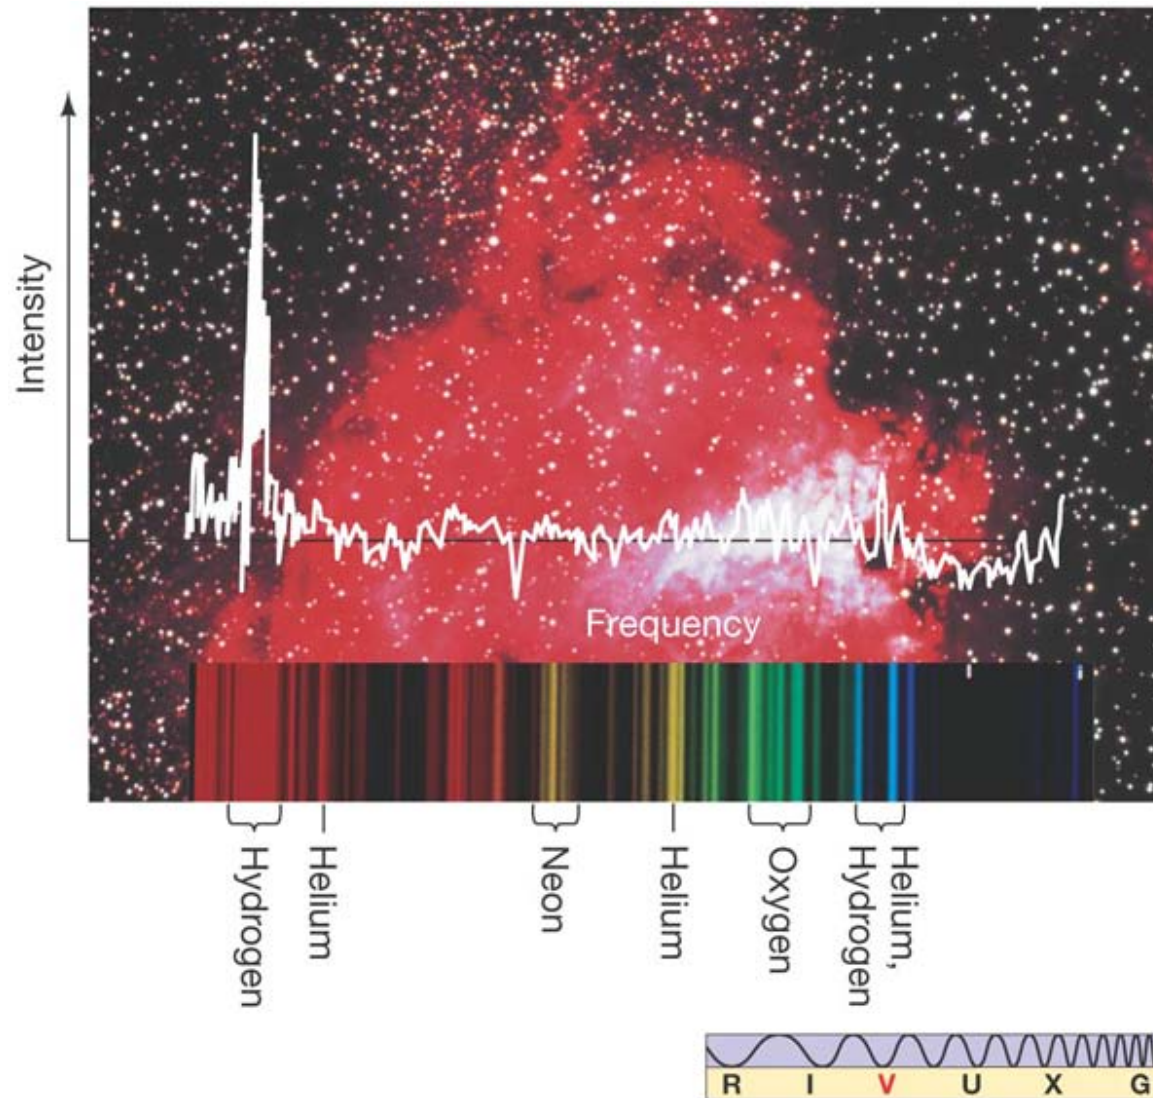 Intensity
Frequency
Hydrogen
Helium
Neon
Helium
Oxygen
Helium,
Hydrogen
R I V U X G